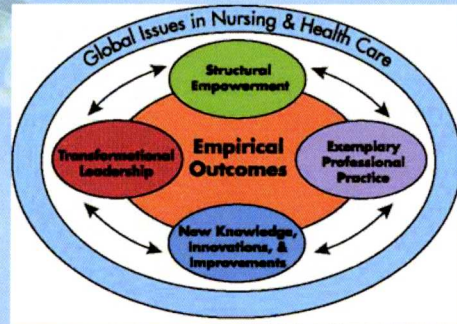 Global Issues in Nursing & Health Care
Structural
Empowerment
Transformational
Leadership
Empirical
Outcomes
Exemplary
Professional
Practice
New Knowledge,
Innovations, &
Improvements